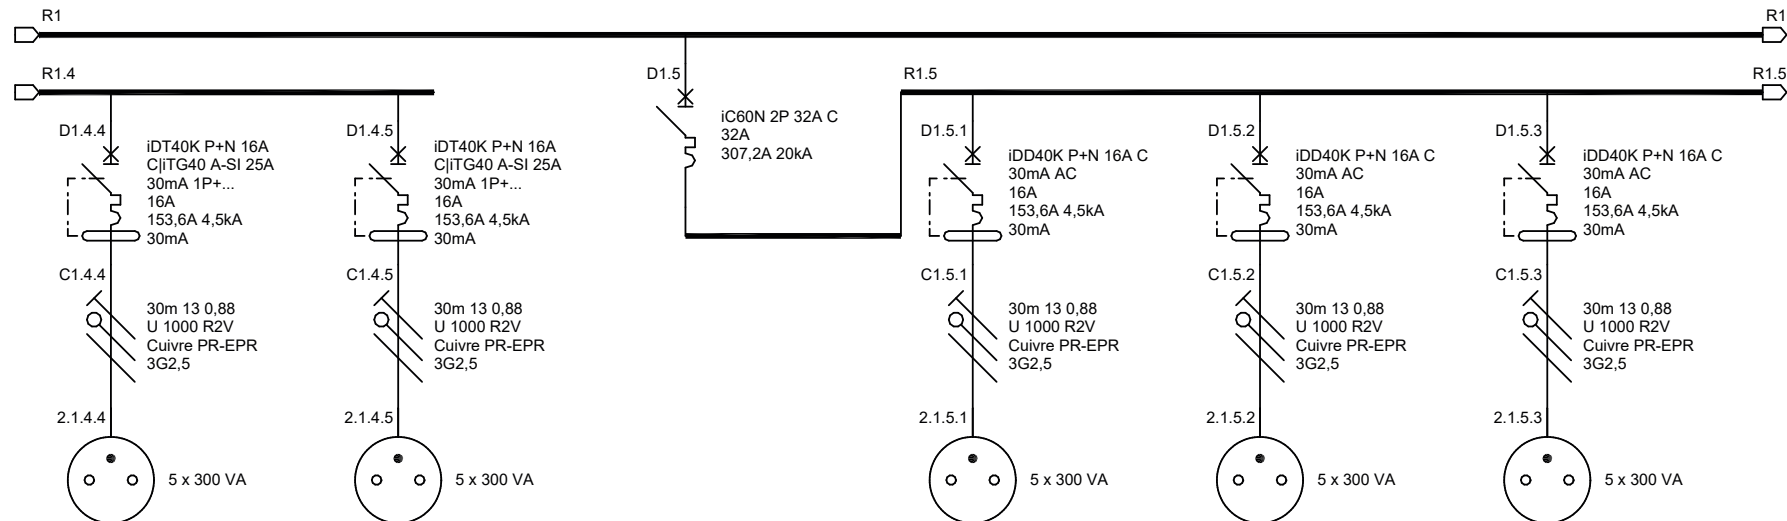 R1
R1
R1.4
D1.5
R1.5
R1.5
D1.4.4
iDT40K P+N 16A
C|iTG40 A-SI 25A
30mA 1P+...
16A
153,6A 4,5kA
30mA
D1.4.5
iDT40K P+N 16A
C|iTG40 A-SI 25A
30mA 1P+...
16A
153,6A 4,5kA
30mA
iC60N 2P 32A C
32A
307,2A 20kA
D1.5.1
iDD40K P+N 16A C
30mA AC
16A
153,6A 4,5kA
30mA
D1.5.2
iDD40K P+N 16A C
30mA AC
16A
153,6A 4,5kA
30mA
D1.5.3
iDD40K P+N 16A C
30mA AC
16A
153,6A 4,5kA
30mA
C1.4.4
30m 13 0,88
U 1000 R2V
Cuivre PR-EPR
3G2,5
C1.4.5
30m 13 0,88
U 1000 R2V
Cuivre PR-EPR
3G2,5
C1.5.1
30m 13 0,88
U 1000 R2V
Cuivre PR-EPR
3G2,5
C1.5.2
30m 13 0,88
U 1000 R2V
Cuivre PR-EPR
3G2,5
C1.5.3
30m 13 0,88
U 1000 R2V
Cuivre PR-EPR
3G2,5
2.1.4.4
5 x 300 VA
2.1.4.5
5 x 300 VA
2.1.5.1
5 x 300 VA
2.1.5.2
5 x 300 VA
2.1.5.3
5 x 300 VA